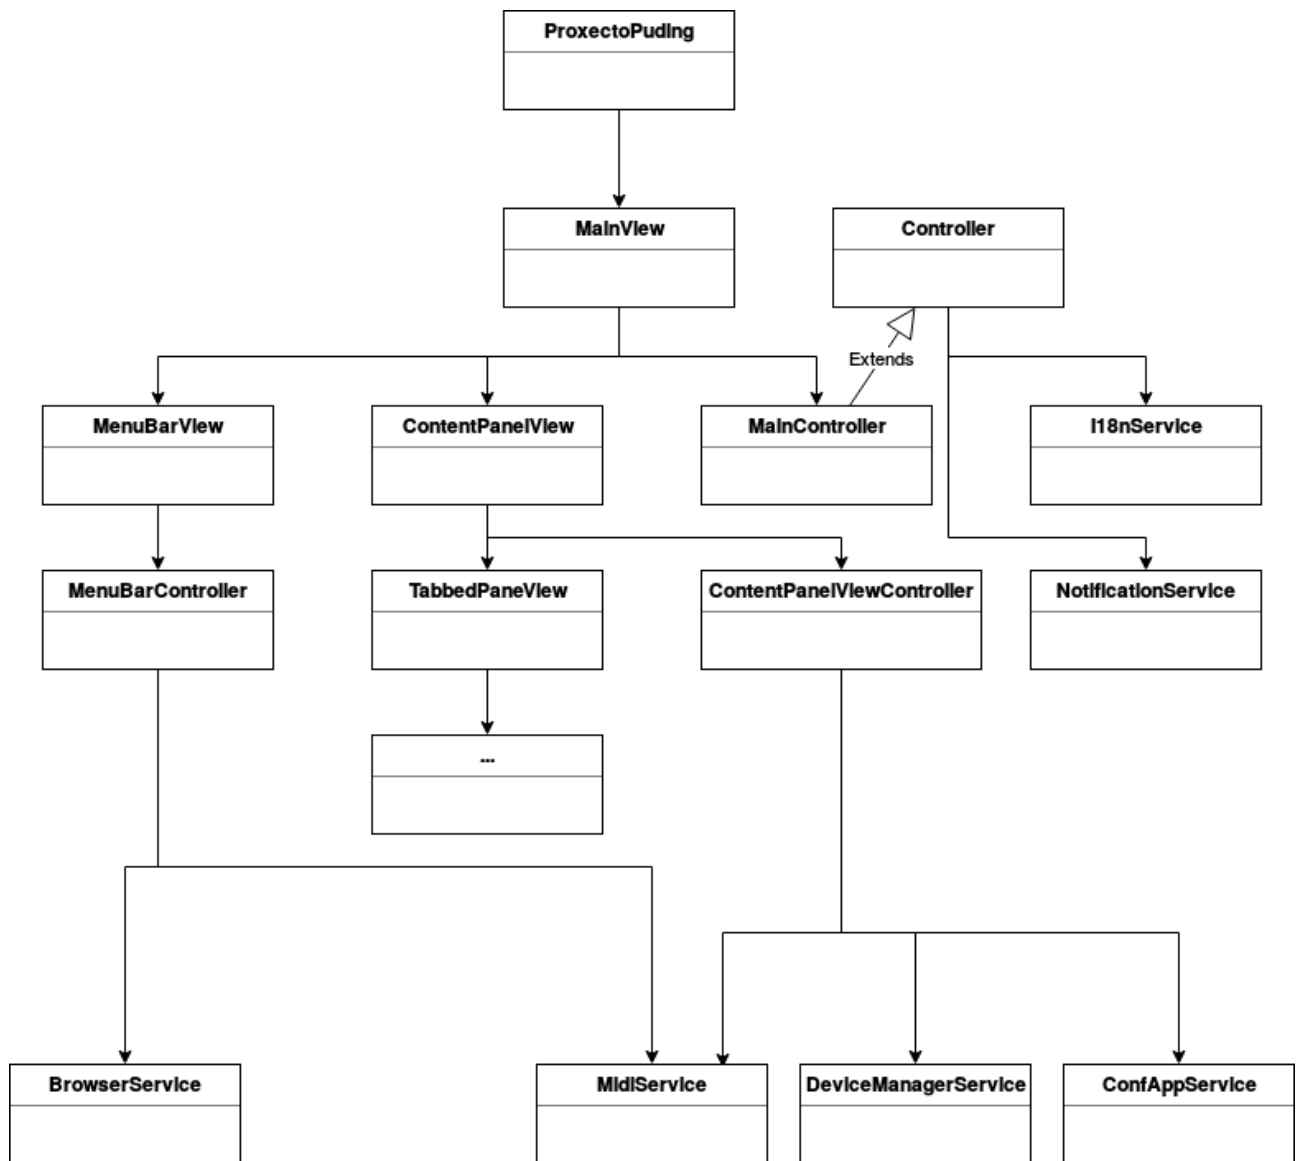 ProxectoPuding
MainView
Controller
Extends
MenuBarView
ContentPanelView
MainController
I18nService
MenuBarController
TabbedPaneView
ContentPanelViewController
NotificationService
...
BrowserService
MidiService
DeviceManagerService
ConfAppService